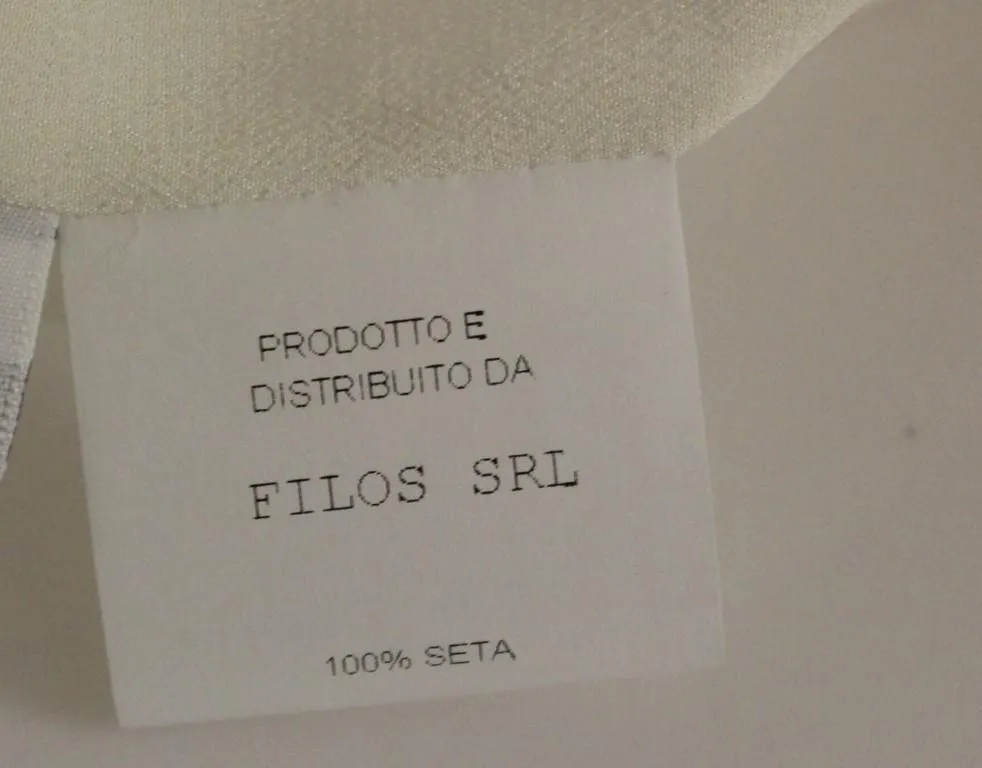 PRODOTTO E
DISTRIBUITO DA
FILOS SRL
100% SETA